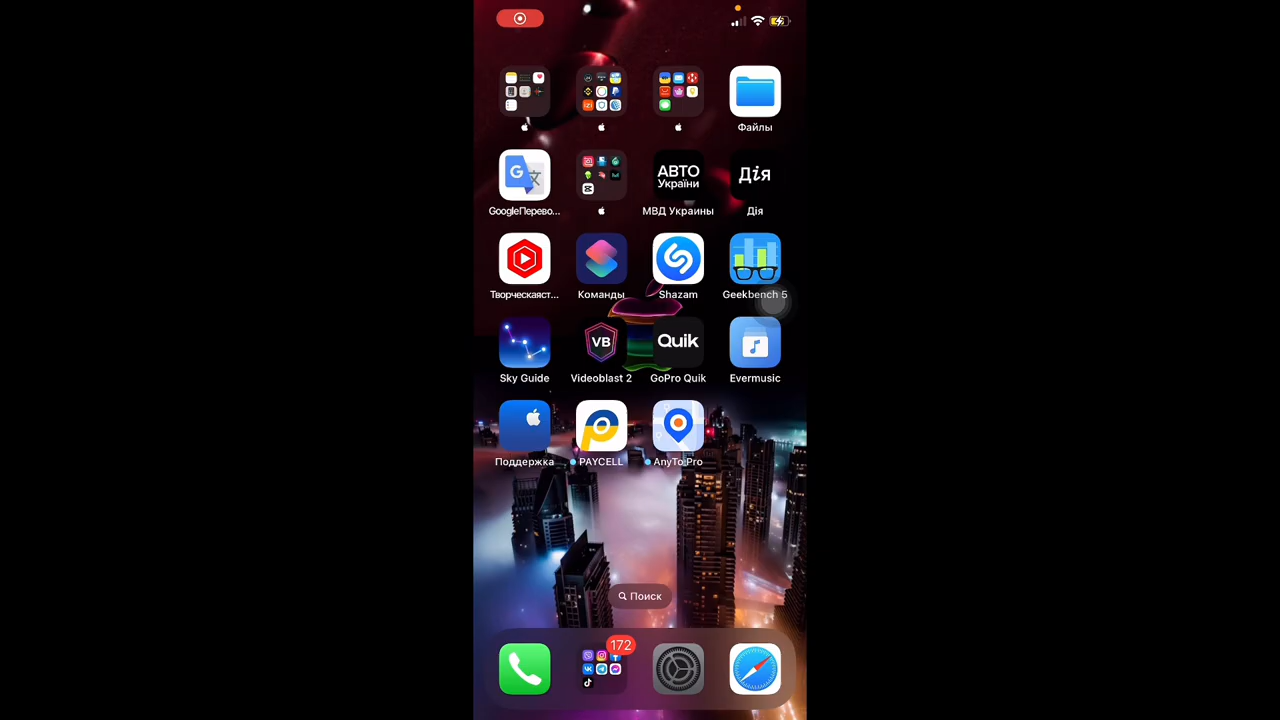 Файлы
АВТО
України
Дія
GoogleПерево...
МВД Украины
Дія
Творческаяст...
Команды
Shazam
Geekbench 5
VB
Quik
Sky Guide
Videoblast 2
GoPro Quik
Evermusic
Поддержка
PAYCELL
AnyTo Pro
Поиск
172